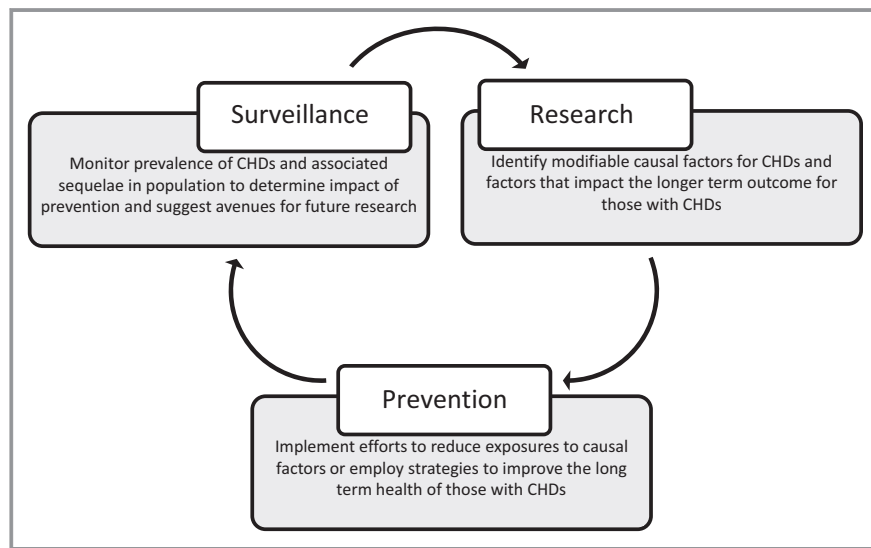 Surveillance
Monitor prevalence of CHDs and associated
sequelae in population to determine impact of
prevention and suggest avenues for future research
Research
Identify modifiable causal factors for CHDs and
factors that impact the longer term outcome for
those with CHDs
Prevention
Implement efforts to reduce exposures to causal
factors or employ strategies to improve the long
term health of those with CHDs